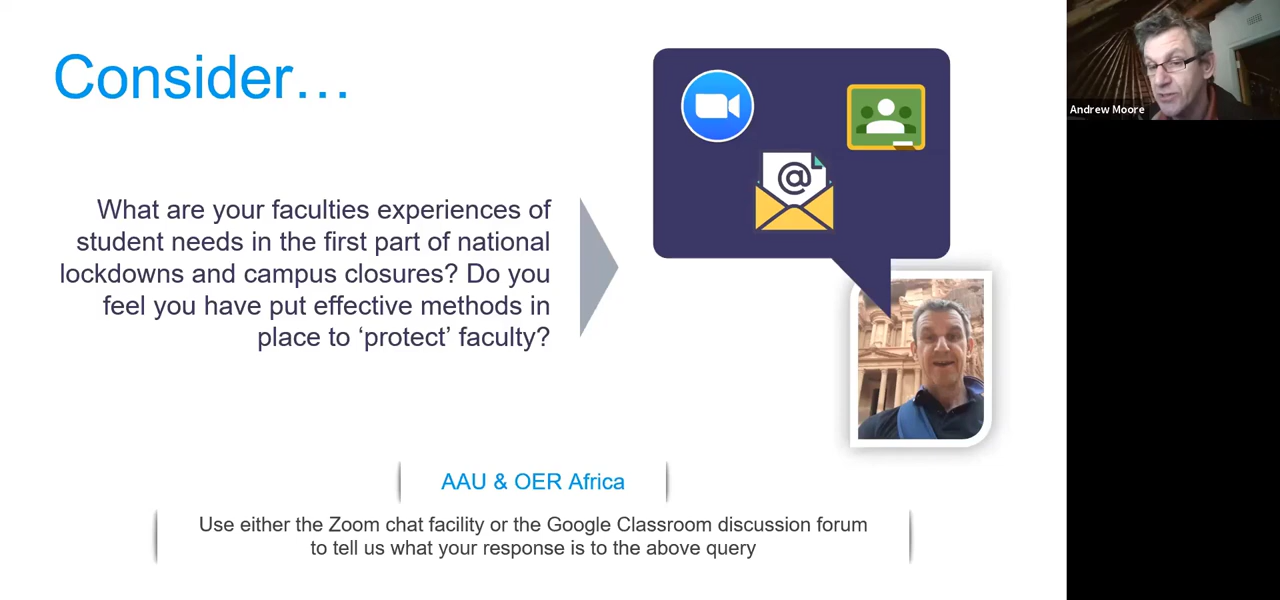 Consider…
What are your faculties experiences of
student needs in the first part of national
lockdowns and campus closures? Do you
feel you have put effective methods in
place to ‘protect’ faculty?
@
AAU & OER Africa
Use either the Zoom chat facility or the Google Classroom discussion forum
to tell us what your response is to the above query
Andrew Moore